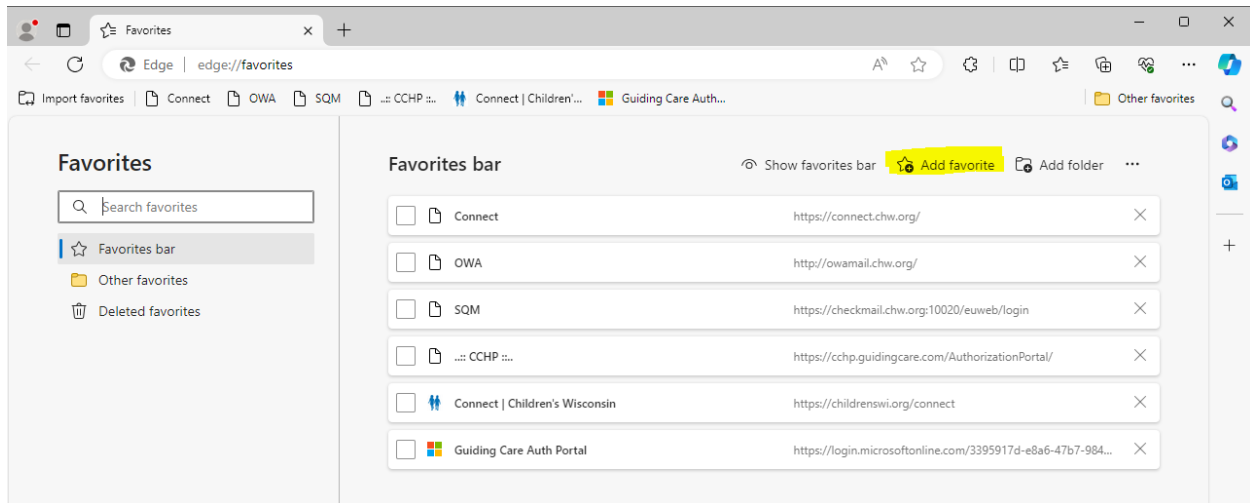 Favorites
Edge | edge://favorites
Import favorites Connect OWA SQM ..:: CCHP ::.. Connect | Children'... Guiding Care Auth... Other favorites
Favorites
Search favorites
Favorites bar
Other favorites
Deleted favorites
Favorites bar Show favorites bar Add favorite Add folder
Connect https://connect.chw.org/
OWA http://owamail.chw.org/
SQM https://checkmail.chw.org:10020/euweb/login
..:: CCHP ::.. https://cchp.guidingcare.com/AuthorizationPortal/
Connect | Children's Wisconsin https://childrenswi.org/connect
Guiding Care Auth Portal https://login.microsoftonline.com/3395917d-e8a6-47b7-984...